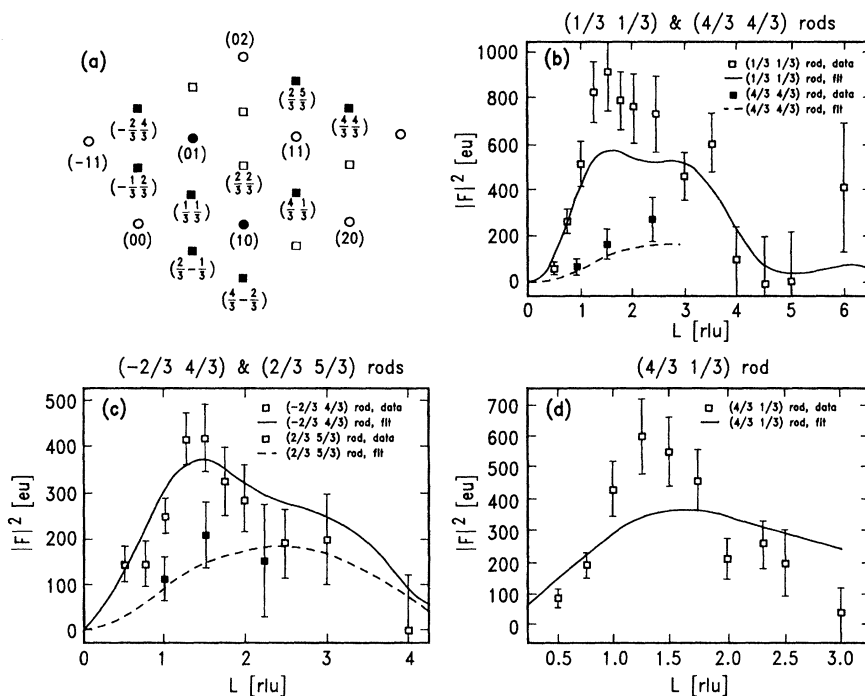 (a)
(02)
(2/3 5/3)
(-2/3 4/3)
(4/3 4/3)
(-11)
(01)
(11)
(-1/3 2/3)
(2/3 2/3)
(1/3 1/3)
(4/3 1/3)
(00)
(10)
(20)
(2/3 -1/3)
(4/3 -2/3)
(1/3 1/3) & (4/3 4/3) rods
(b)
(1/3 1/3) rod, data
(1/3 1/3) rod, fit
(4/3 4/3) rod, data
(4/3 4/3) rod, fit
|F|² [eu]
1000
800
600
400
200
0
0 1 2 3 4 5 6
L [rlu]
(-2/3 4/3) & (2/3 5/3) rods
(c)
(-2/3 4/3) rod, data
(-2/3 4/3) rod, fit
(2/3 5/3) rod, data
(2/3 5/3) rod, fit
|F|² [eu]
500
400
300
200
100
0
0 1 2 3 4
L [rlu]
(4/3 1/3) rod
(d)
(4/3 1/3) rod, data
(4/3 1/3) rod, fit
|F|² [eu]
700
600
500
400
300
200
100
0
0.5 1.0 1.5 2.0 2.5 3.0
L [rlu]